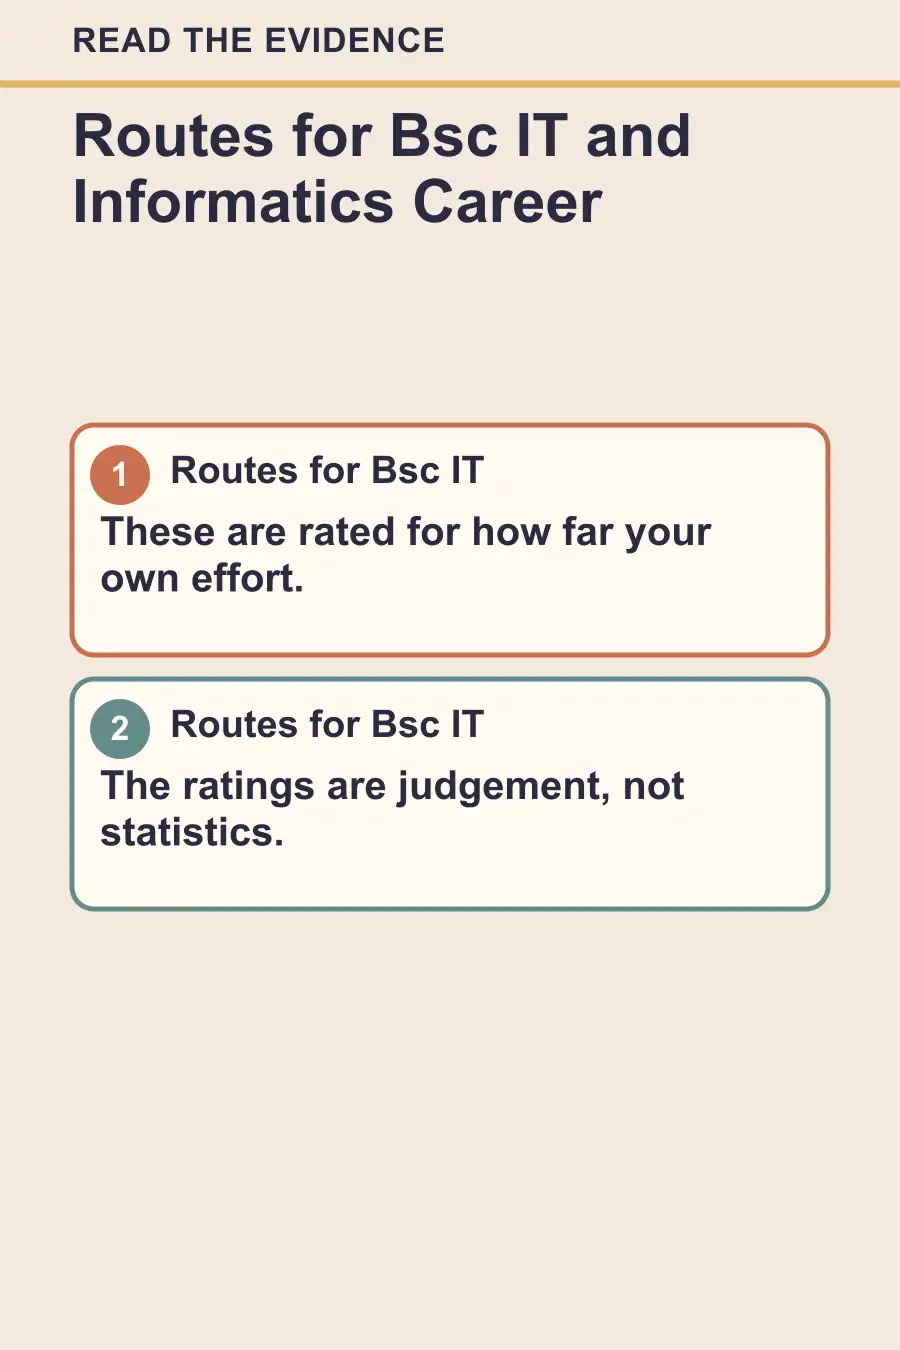 READ THE EVIDENCE
Routes for Bsc IT and
Informatics Career
1 Routes for Bsc IT
These are rated for how far your
own effort.
2 Routes for Bsc IT
The ratings are judgement, not
statistics.